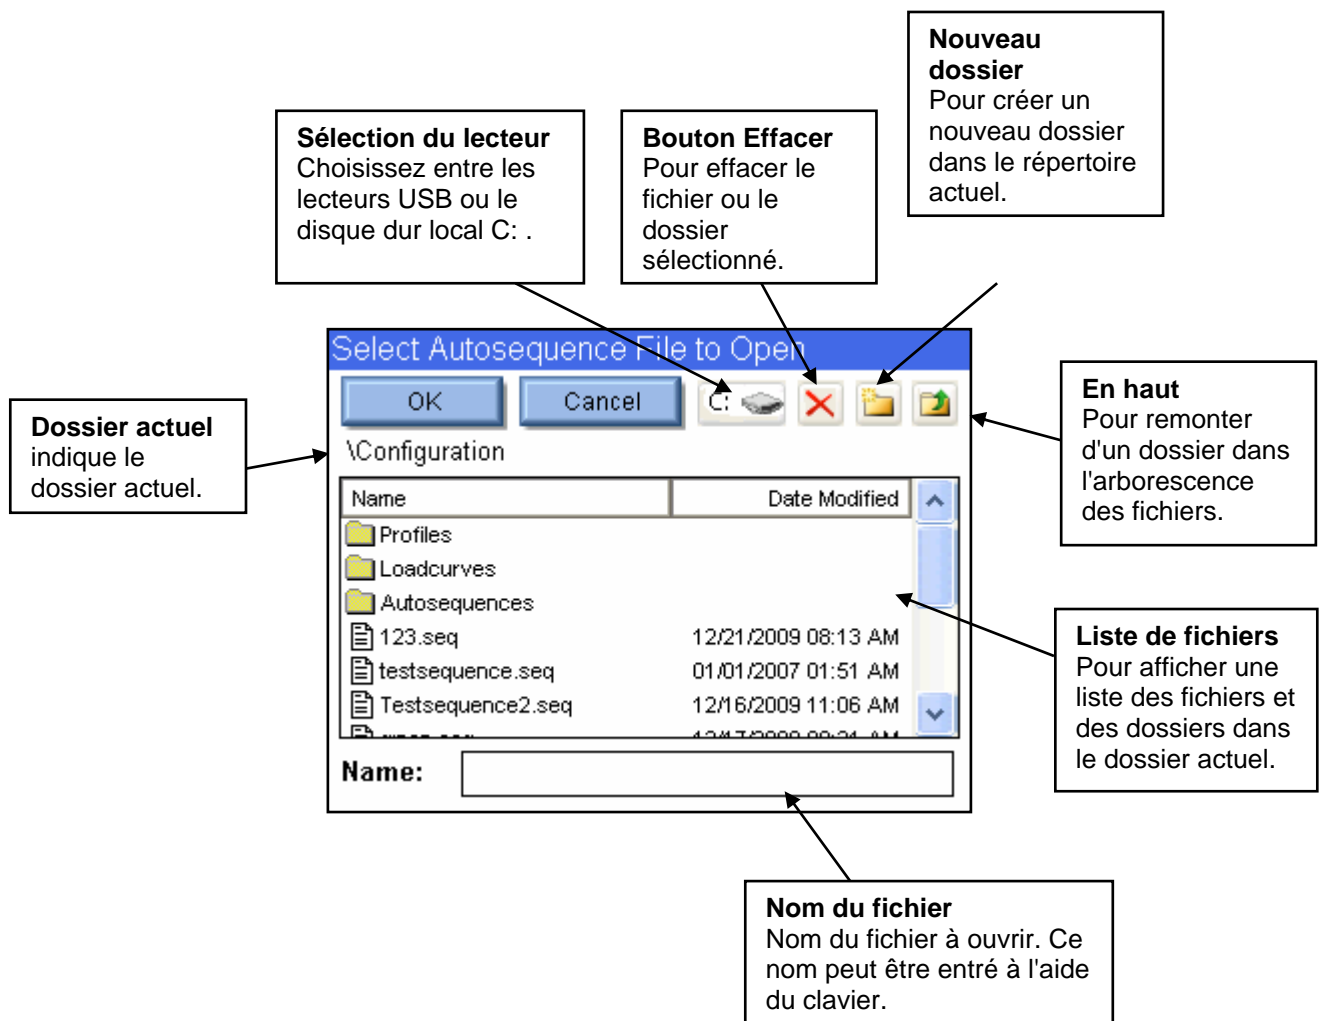 Nouveau
dossier
Pour créer un
nouveau dossier
dans le répertoire
actuel.
Sélection du lecteur
Choisissez entre les
lecteurs USB ou le
disque dur local C: .
Bouton Effacer
Pour effacer le
fichier ou le
dossier
sélectionné.
Select Autosequence File to Open
OK
Cancel
C:
\Configuration
Dossier actuel
indique le
dossier actuel.
En haut
Pour remonter
d'un dossier dans
l'arborescence
des fichiers.
Name Date Modified
Profiles
Loadcurves
Autosequences
123.seq 12/21/2009 08:13 AM
testsequence.seq 01/01/2007 01:51 AM
Testsequence2.seq 12/16/2009 11:06 AM
Liste de fichiers
Pour afficher une
liste des fichiers et
des dossiers dans
le dossier actuel.
Name:
Nom du fichier
Nom du fichier à ouvrir. Ce
nom peut être entré à l'aide
du clavier.